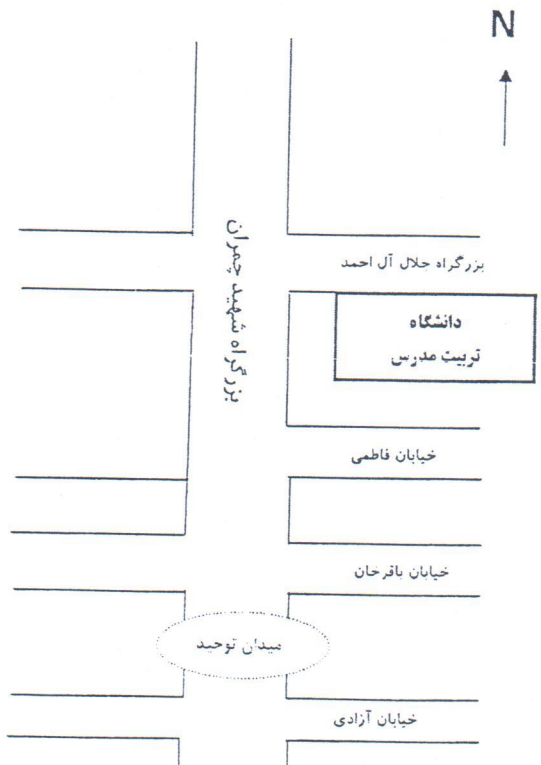 N
بزرگراه شهید چمران
بزرگراه جلال آل احمد
دانشگاه
تربیت مدرس
خیابان فاطمی
خیابان باقرخان
میدان توحید
خیابان آزادی